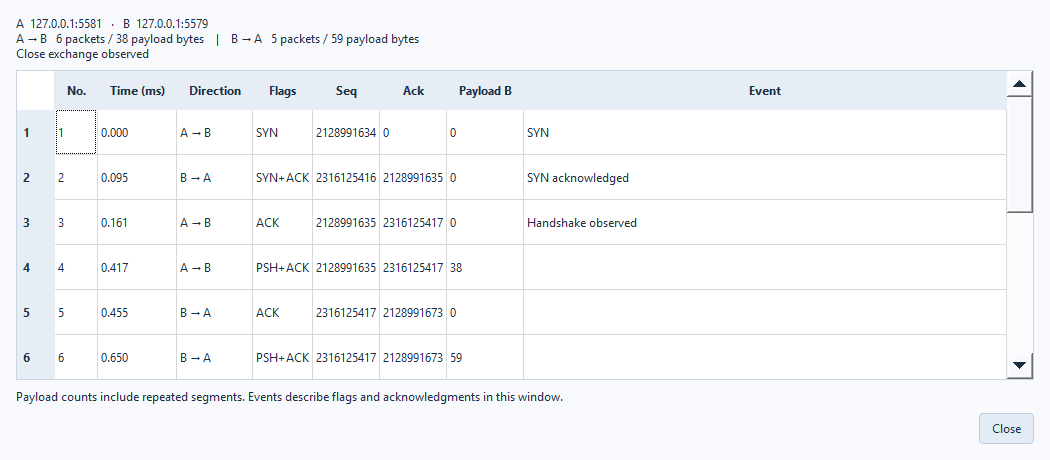 A 127.0.0.1:5581 · B 127.0.0.1:5579
A → B 6 packets / 38 payload bytes | B → A 5 packets / 59 payload bytes
Close exchange observed
No. Time (ms) Direction Flags Seq Ack Payload B Event
1 1 0.000 A → B SYN 2128991634 0 0 SYN
2 2 0.095 B → A SYN+ACK 2316125416 2128991635 0 SYN acknowledged
3 3 0.161 A → B ACK 2128991635 2316125417 0 Handshake observed
4 4 0.417 A → B PSH+ACK 2128991635 2316125417 38
5 5 0.455 B → A ACK 2316125417 2128991673 0
6 6 0.650 B → A PSH+ACK 2316125417 2128991673 59
Payload counts include repeated segments. Events describe flags and acknowledgments in this window.
Close